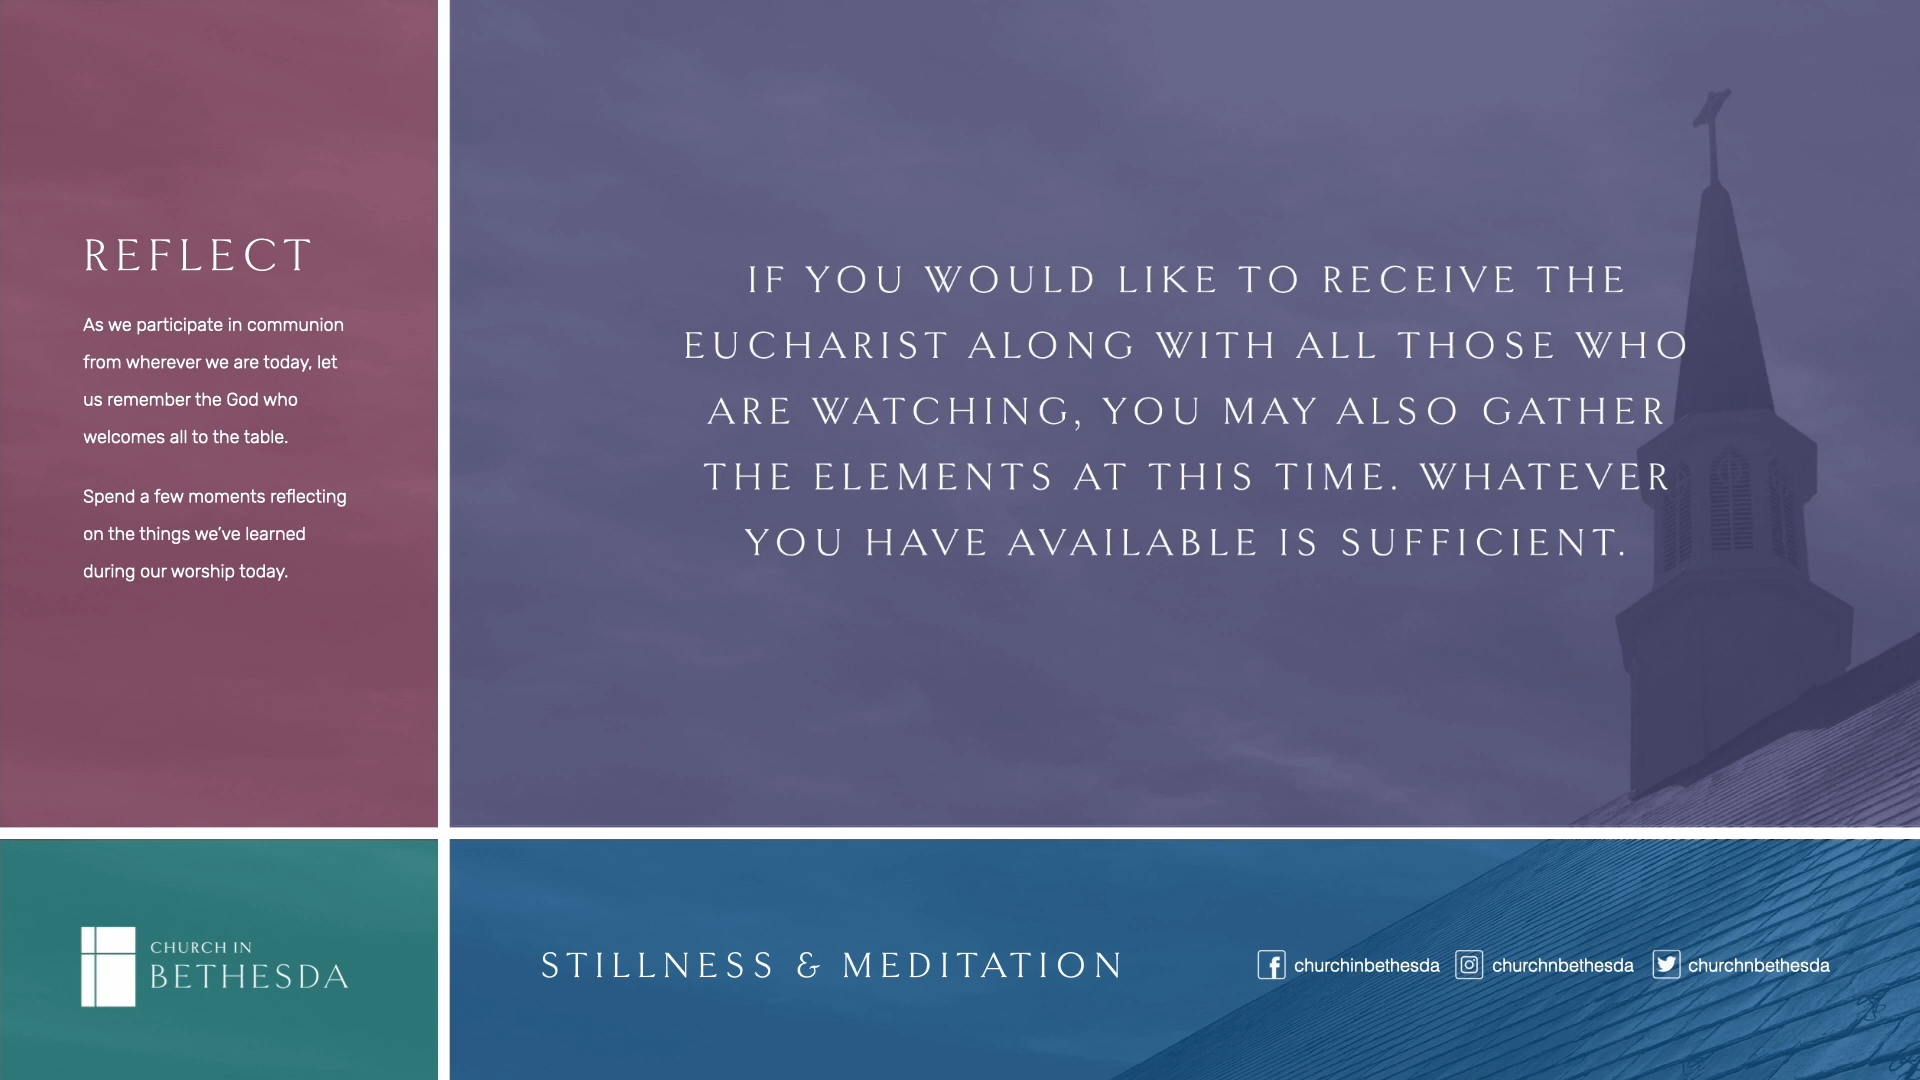 REFLECT
As we participate in communion
from wherever we are today, let
us remember the God who
welcomes all to the table.
Spend a few moments reflecting
on the things we've learned
during our worship today.
IF YOU WOULD LIKE TO RECEIVE THE
EUCHARIST ALONG WITH ALL THOSE WHO
ARE WATCHING, YOU MAY ALSO GATHER
THE ELEMENTS AT THIS TIME. WHATEVER
YOU HAVE AVAILABLE IS SUFFICIENT.
CHURCH IN
BETHESDA
STILLNESS & MEDITATION
churchinbethesda churchnbethesda churchnbethesda